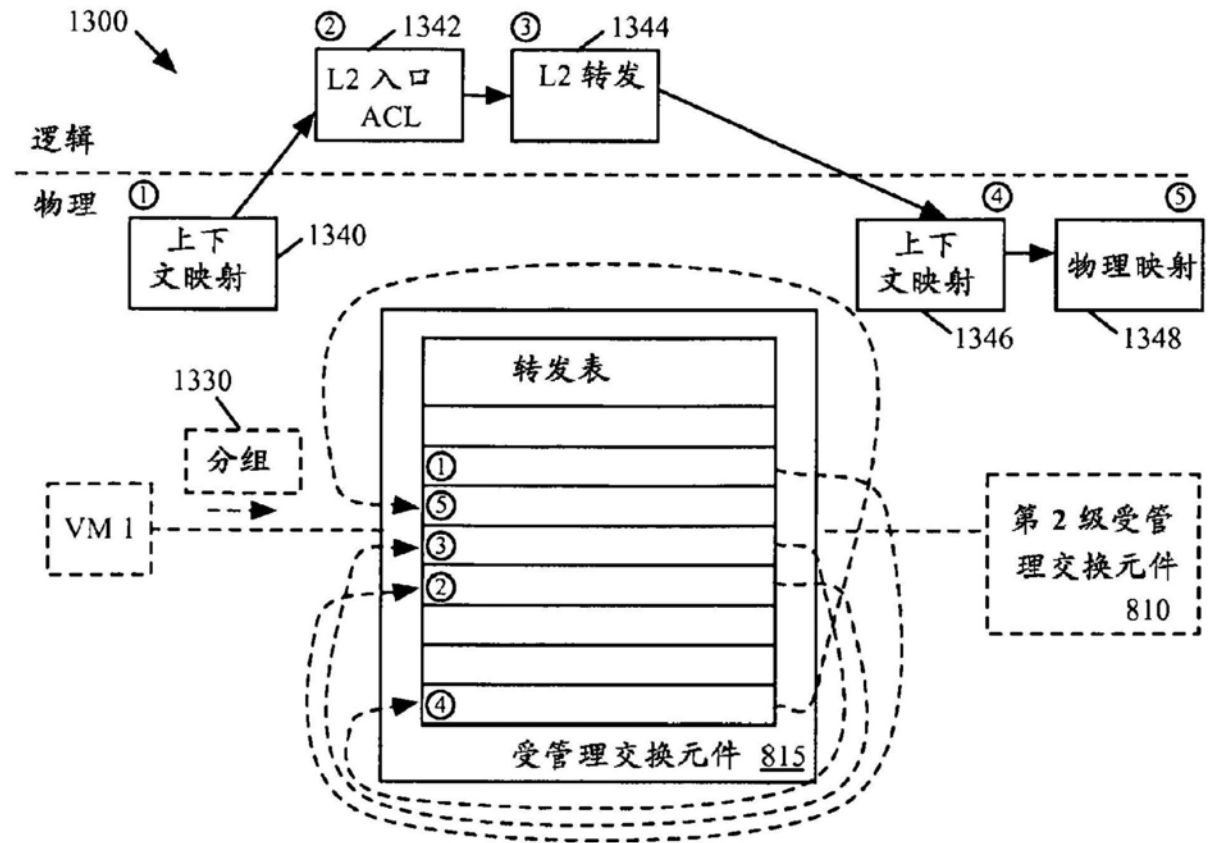 1300
② 1342
L2 入口
ACL
③ 1344
L2 转发
逻辑
物理
①
上下
文映射
1340
④
上下
文映射
1346
⑤
物理映射
1348
1330
分组
VM 1
转发表
①
⑤
③
②
④
受管理交换元件 815
第 2 级受管
理交换元件
810